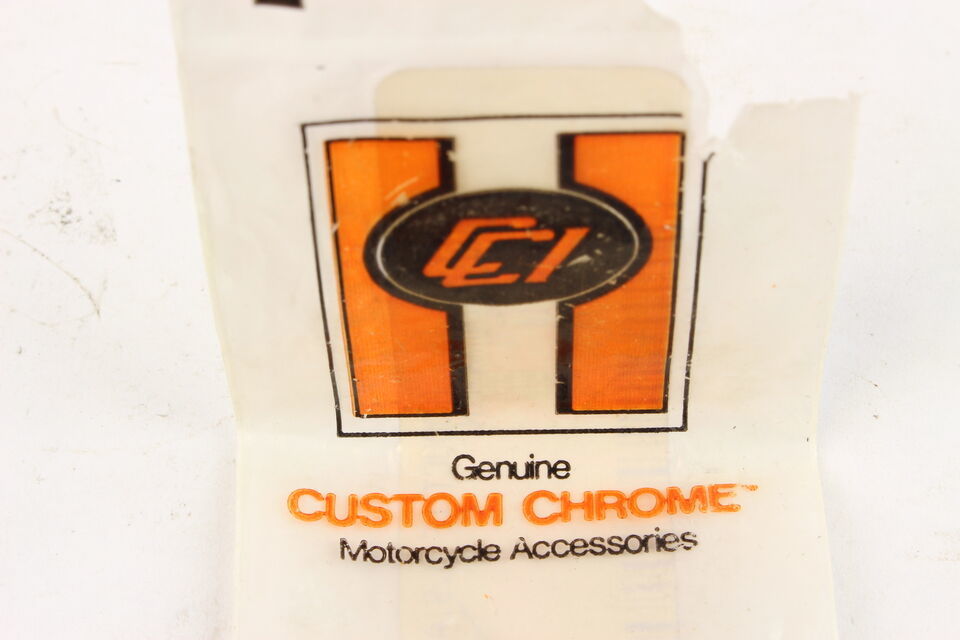 CCI
Genuine
CUSTOM CHROME™
Motorcycle Accessories